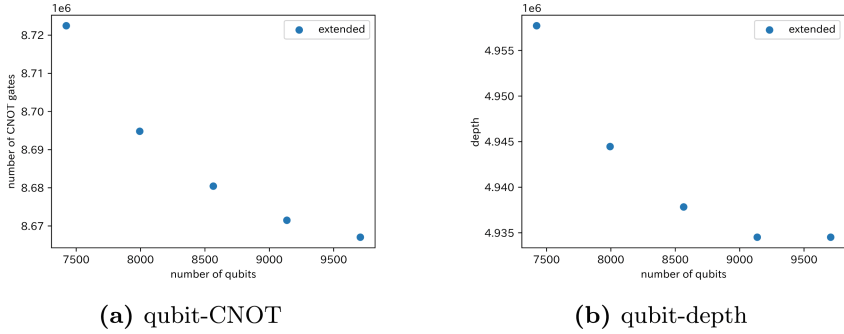 1e6
extended
8.72
8.71
8.70
8.69
8.68
8.67
number of CNOT gates
7500 8000 8500 9000 9500
number of qubits
(a) qubit-CNOT
1e6
extended
4.955
4.950
4.945
4.940
4.935
depth
7500 8000 8500 9000 9500
number of qubits
(b) qubit-depth